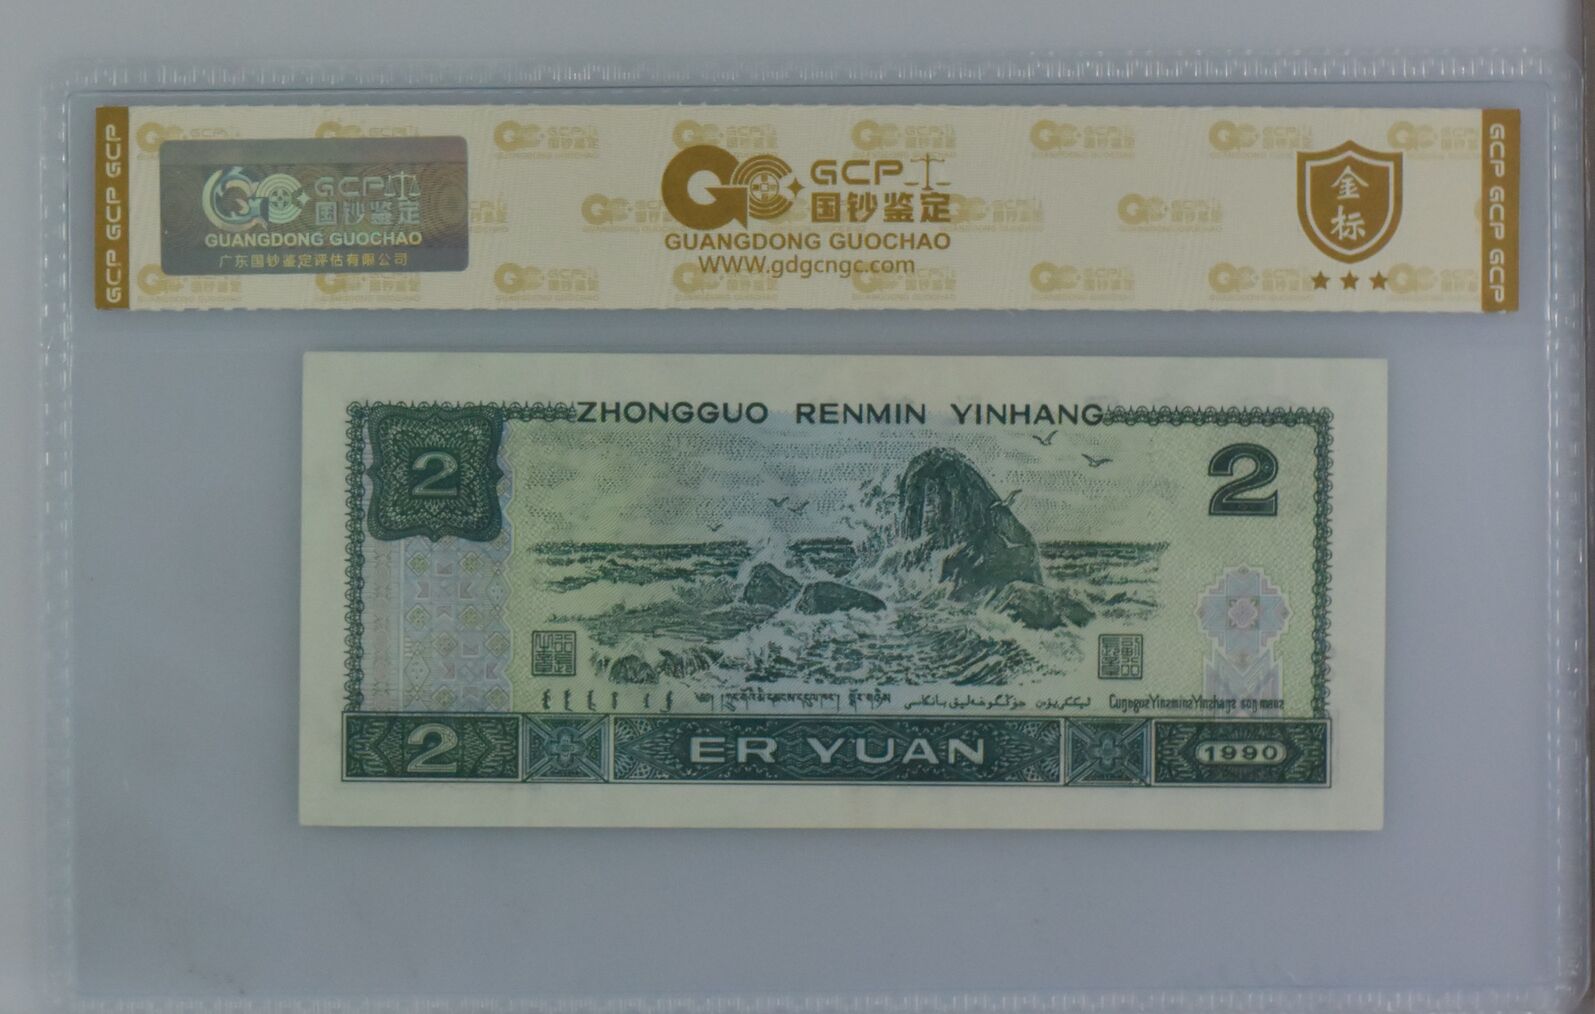 GCP GCP GCP
GCP
国钞鉴定
GUANGDONG GUOCHAO
广东国钞鉴定评估有限公司
GCP
国钞鉴定
GUANGDONG GUOCHAO
WWW.gdgcngc.com
金标
GCP GCP GCP
ZHONGGUO RENMIN YINHANG
2
2
2 ER YUAN 1990